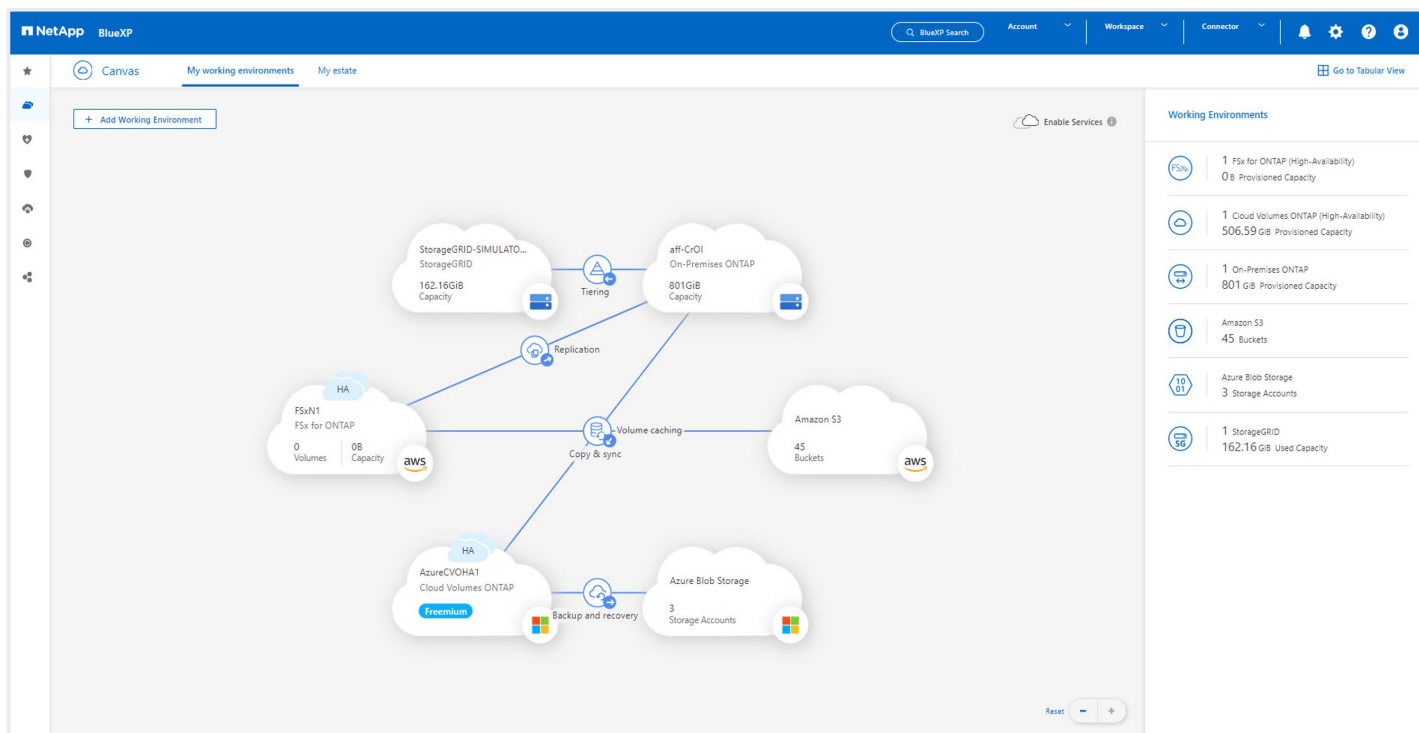 NetApp BlueXP
BlueXP Search
Account
Workspace
Connector
Canvas
My working environments
My estate
Go to Tabular View
+ Add Working Environment
Enable Services
StorageGRID-SIMULATO...
StorageGRID
162.16GiB
Capacity
Tiering
aff-CrOI
On-Premises ONTAP
801GiB
Capacity
Replication
HA
FSxN1
FSx for ONTAP
0
Volumes
0B
Capacity
aws
Volume caching
Copy & sync
Amazon S3
45
Buckets
aws
HA
AzureCVOHA1
Cloud Volumes ONTAP
Freemium
Backup and recovery
Azure Blob Storage
3
Storage Accounts
Reset
Working Environments
FSx
1 FSx for ONTAP (High-Availability)
0 B Provisioned Capacity
1 Cloud Volumes ONTAP (High-Availability)
506.59 GiB Provisioned Capacity
1 On-Premises ONTAP
801 GiB Provisioned Capacity
Amazon S3
45 Buckets
10
01
Azure Blob Storage
3 Storage Accounts
SG
1 StorageGRID
162.16 GiB Used Capacity